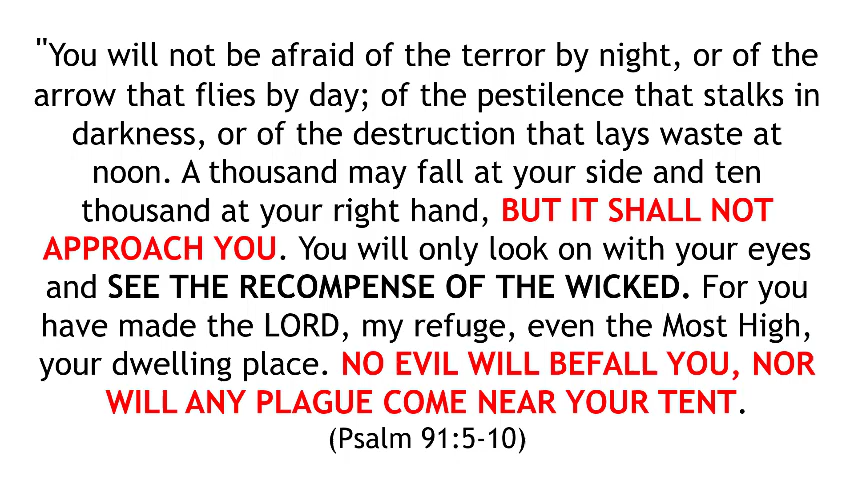 "You will not be afraid of the terror by night, or of the
arrow that flies by day; of the pestilence that stalks in
darkness, or of the destruction that lays waste at
noon. A thousand may fall at your side and ten
thousand at your right hand, BUT IT SHALL NOT
APPROACH YOU. You will only look on with your eyes
and SEE THE RECOMPENSE OF THE WICKED. For you
have made the LORD, my refuge, even the Most High,
your dwelling place. NO EVIL WILL BEFALL YOU, NOR
WILL ANY PLAGUE COME NEAR YOUR TENT.
(Psalm 91:5-10)